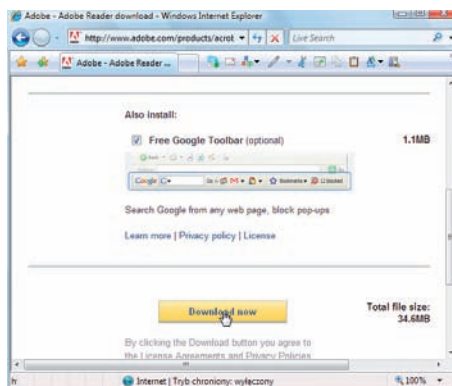 Adobe - Adobe Reader download - Windows Internet Explorer
http://www.adobe.com/products/acrot
Live Search
Adobe - Adobe Reader ...
Also install:
Free Google Toolbar (optional)
1.1MB
Google
Search Google from any web page, block pop-ups
Learn more | Privacy policy | License
Download now
Total file size:
34.6MB
By clicking the Download button you agree to
the License Agreements and Privacy Policies
Internet | Tryb chroniony: wyłączony
100%